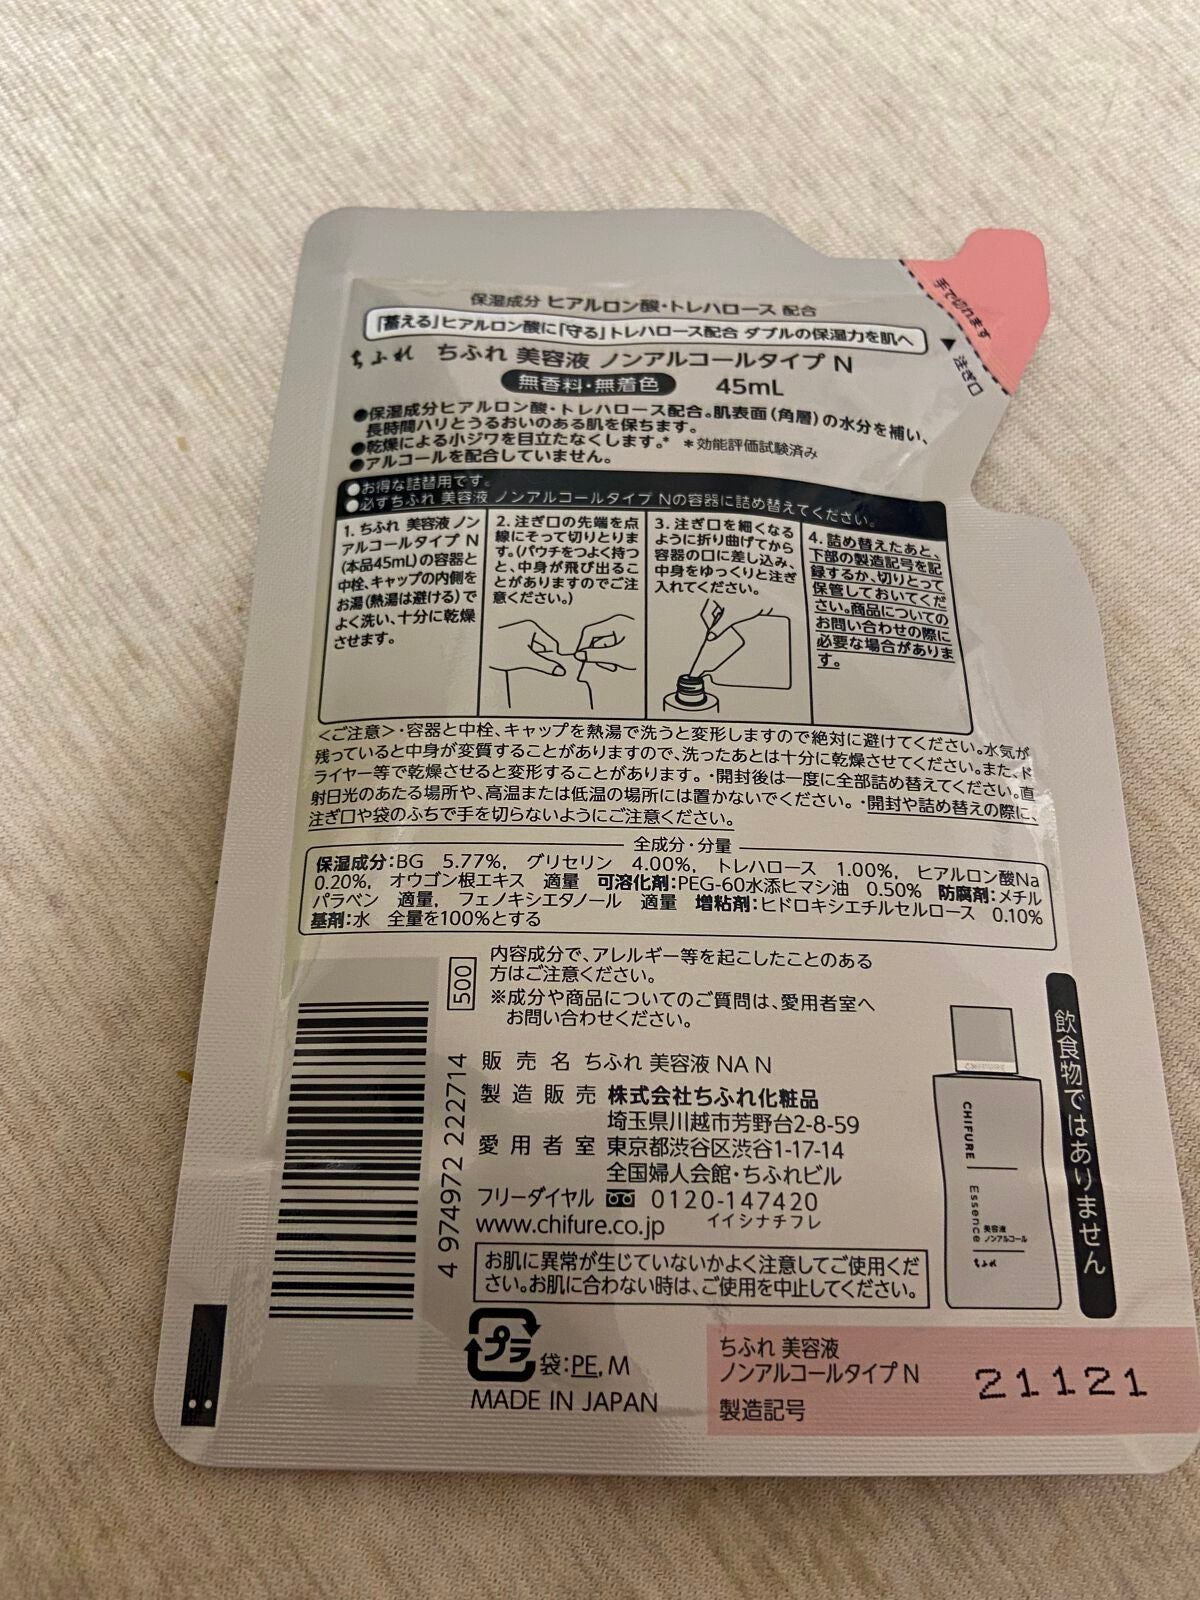 手で切れます
注ぎ口
保湿成分 ヒアルロン酸・トレハロース 配合
「蓄える」ヒアルロン酸に「守る」トレハロース配合 ダブルの保湿力を肌へ
ちふれ ちふれ 美容液 ノンアルコールタイプ N
無香料・無着色 45mL
●保湿成分ヒアルロン酸・トレハロース配合。肌表面(角層)の水分を補い、
長時間ハリとうるおいのある肌を保ちます。
●乾燥による小ジワを目立たなくします。* *効能評価試験済み
●アルコールを配合していません。
●お得な詰替用です。
●必ずちふれ 美容液 ノンアルコールタイプ Nの容器に詰め替えてください。
1. ちふれ 美容液 ノン
アルコールタイプ N
(本品45mL)の容器と
中栓、キャップの内側を
お湯(熱湯は避ける)で
よく洗い、十分に乾燥
させます。
2. 注ぎ口の先端を点
線にそって切りとりま
す。(パウチをつよく持つ
と、中身が飛び出るこ
とがありますのでご注
意ください。)
3. 注ぎ口を細くなる
ように折り曲げてから
容器の口に差し込み、
中身をゆっくりと注ぎ
入れてください。
4. 詰め替えたあと、
下部の製造記号を記
録するか、切りとって
保管しておいてくだ
さい。商品についての
お問い合わせの際に
必要な場合がありま
す。
<ご注意>・容器と中栓、キャップを熱湯で洗うと変形しますので絶対に避けてください。水気が
残っていると中身が変質することがありますので、洗ったあとは十分に乾燥させてください。また、ド
ライヤー等で乾燥させると変形することがあります。・開封後は一度に全部詰め替えてください。直
射日光のあたる場所や、高温または低温の場所には置かないでください。・開封や詰め替えの際に、
注ぎ口や袋のふちで手を切らないようにご注意ください。
全成分・分量
保湿成分:BG 5.77%, グリセリン 4.00%, トレハロース 1.00%, ヒアルロン酸Na
0.20%, オウゴン根エキス 適量 可溶化剤:PEG-60水添ヒマシ油 0.50% 防腐剤:メチル
パラベン 適量, フェノキシエタノール 適量 増粘剤:ヒドロキシエチルセルロース 0.10%
基剤:水 全量を100%とする
500
内容成分で、アレルギー等を起こしたことのある
方はご注意ください。
※成分や商品についてのご質問は、愛用者室へ
お問い合わせください。
販売名 ちふれ 美容液 NA N
製造販売 株式会社ちふれ化粧品
埼玉県川越市芳野台2-8-59
愛用者室 東京都渋谷区渋谷1-17-14
全国婦人会館・ちふれビル
フリーダイヤル 0120-147420
www.chifure.co.jp イイシナチフレ
お肌に異常が生じていないかよく注意してご使用くだ
さい。お肌に合わない時は、ご使用を中止してください。
4 974972 222714
CHIFURE
Essence
美容液
ノンアルコール
ちふれ
飲食物ではありません
プラ
袋:PE, M
MADE IN JAPAN
ちふれ 美容液
ノンアルコールタイプ N
製造記号
21121